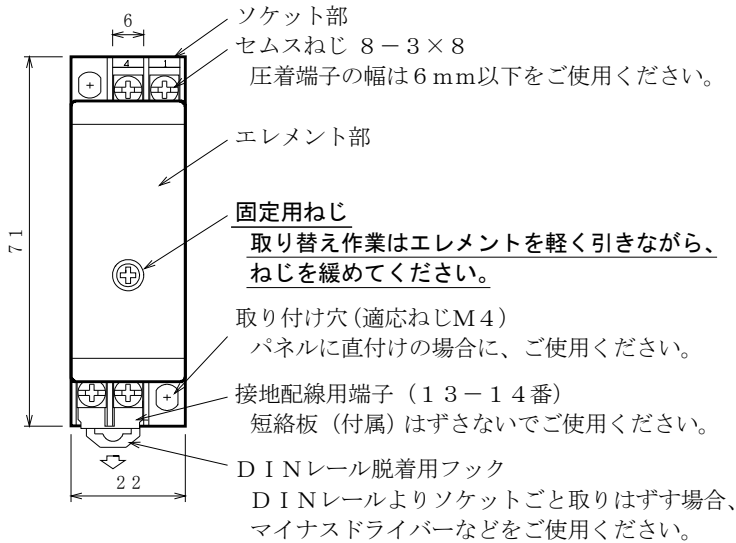 6
ソケット部
セムスねじ ８－３×８
圧着端子の幅は６ｍｍ以下をご使用ください。
4 1
エレメント部
71
固定用ねじ
取り替え作業はエレメントを軽く引きながら、
ねじを緩めてください。
取り付け穴（適応ねじＭ４）
パネルに直付けの場合に、ご使用ください。
接地配線用端子（１３－１４番）
短絡板（付属）はずさないでご使用ください。
22
ＤＩＮレール脱着用フック
ＤＩＮレールよりソケットごと取りはずす場合、
マイナスドライバーなどをご使用ください。